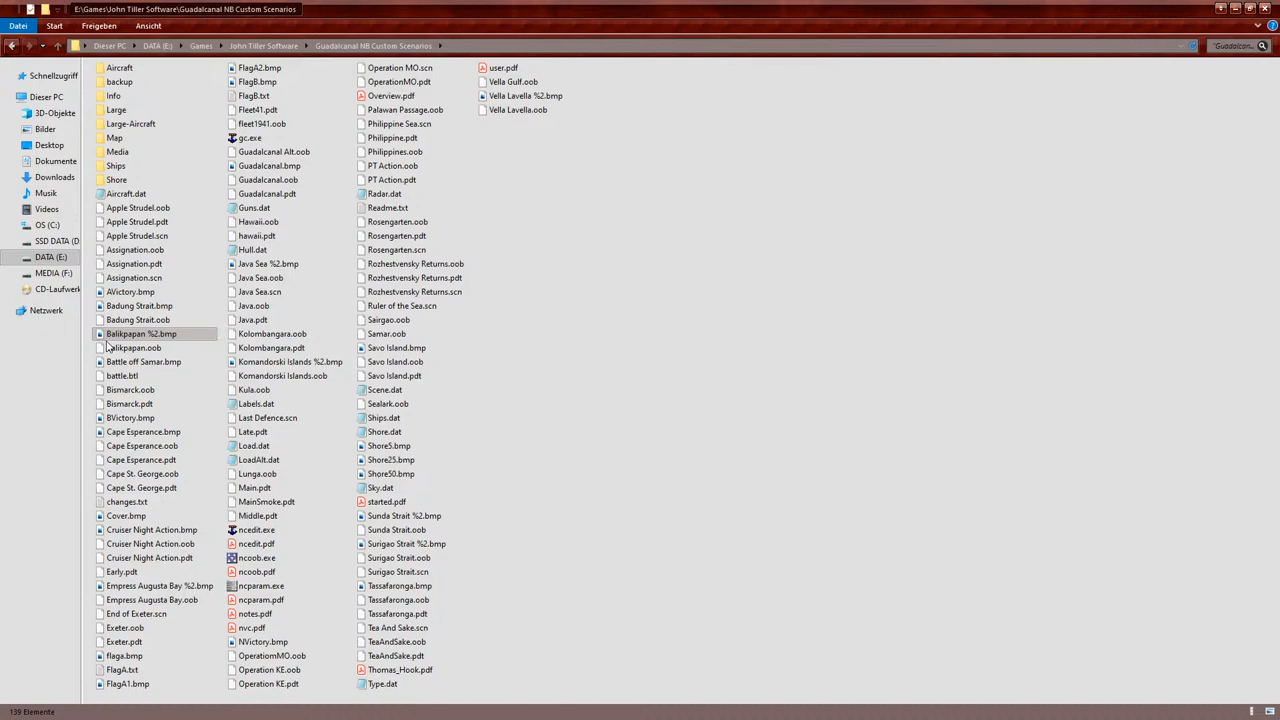 E:\Games\John Tiller Software\Guadalcanal NB Custom Scenarios
Datei Start Freigeben Ansicht
Dieser PC DATA (E:) Games John Tiller Software Guadalcanal NB Custom Scenarios "Guadalcan...
Schnellzugriff
Dieser PC
3D-Objekte
Bilder
Desktop
Dokumente
Downloads
Musik
Videos
OS (C:)
SSD DATA (D
DATA (E:)
MEDIA (F:)
CD-Laufwerk
Netzwerk
Aircraft
backup
Info
Large
Large-Aircraft
Map
Media
Ships
Shore
Aircraft.dat
Apple Strudel.oob
Apple Strudel.pdt
Apple Strudel.scn
Assignation.oob
Assignation.pdt
Assignation.scn
AVictory.bmp
Badung Strait.bmp
Badung Strait.oob
Balikpapan %2.bmp
Balikpapan.oob
Battle off Samar.bmp
battle.btl
Bismarck.oob
Bismarck.pdt
BVictory.bmp
Cape Esperance.bmp
Cape Esperance.oob
Cape Esperance.pdt
Cape St. George.oob
Cape St. George.pdt
changes.txt
Cover.bmp
Cruiser Night Action.bmp
Cruiser Night Action.oob
Cruiser Night Action.pdt
Early.pdt
Empress Augusta Bay %2.bmp
Empress Augusta Bay.oob
End of Exeter.scn
Exeter.oob
Exeter.pdt
flaga.bmp
FlagA.txt
FlagA1.bmp
FlagA2.bmp
FlagB.bmp
FlagB.txt
Fleet41.pdt
fleet1941.oob
gc.exe
Guadalcanal Alt.oob
Guadalcanal.bmp
Guadalcanal.oob
Guadalcanal.pdt
Guns.dat
Hawaii.oob
hawaii.pdt
Hull.dat
Java Sea %2.bmp
Java Sea.oob
Java Sea.scn
Java.oob
Java.pdt
Kolombangara.oob
Kolombangara.pdt
Komandorski Islands %2.bmp
Komandorski Islands.oob
Kula.oob
Labels.dat
Last Defence.scn
Late.pdt
Load.dat
LoadAlt.dat
Lunga.oob
Main.pdt
MainSmoke.pdt
Middle.pdt
ncedit.exe
ncedit.pdf
ncoob.exe
ncoob.pdf
ncparam.exe
ncparam.pdf
notes.pdf
nvc.pdf
NVictory.bmp
OperationMO.oob
Operation KE.oob
Operation KE.pdt
Operation MO.scn
OperationMO.pdt
Overview.pdf
Palawan Passage.oob
Philippine Sea.scn
Philippine.pdt
Philippines.oob
PT Action.oob
PT Action.pdt
Radar.dat
Readme.txt
Rosengarten.oob
Rosengarten.pdt
Rosengarten.scn
Rozhestvensky Returns.oob
Rozhestvensky Returns.pdt
Rozhestvensky Returns.scn
Ruler of the Sea.scn
Sairgao.oob
Samar.oob
Savo Island.bmp
Savo Island.oob
Savo Island.pdt
Scene.dat
Sealark.oob
Ships.dat
Shore.dat
Shore5.bmp
Shore25.bmp
Shore50.bmp
Sky.dat
started.pdf
Sunda Strait %2.bmp
Sunda Strait.oob
Surigao Strait %2.bmp
Surigao Strait.oob
Surigao Strait.scn
Tassafaronga.bmp
Tassafaronga.oob
Tassafaronga.pdt
Tea And Sake.scn
TeaAndSake.oob
TeaAndSake.pdt
Thomas_Hook.pdf
Type.dat
user.pdf
Vella Gulf.oob
Vella Lavella %2.bmp
Vella Lavella.oob
139 Elemente